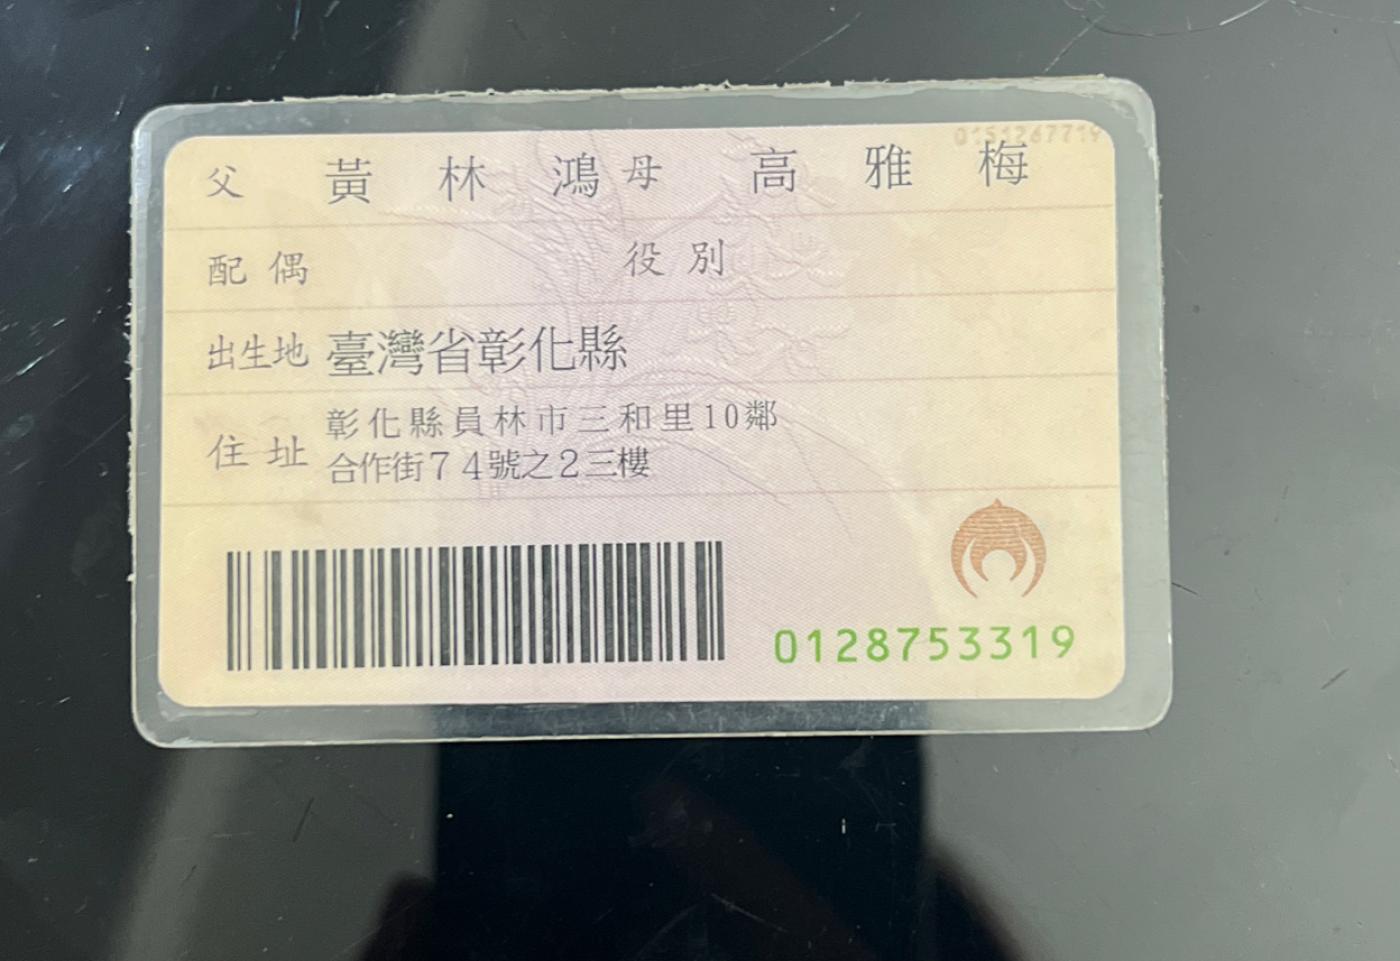 0151267719
父 黃林鴻 母 高雅梅
配偶 役別
出生地 臺灣省彰化縣
住址 彰化縣員林市三和里10鄰
合作街74號之2三樓
0128753319